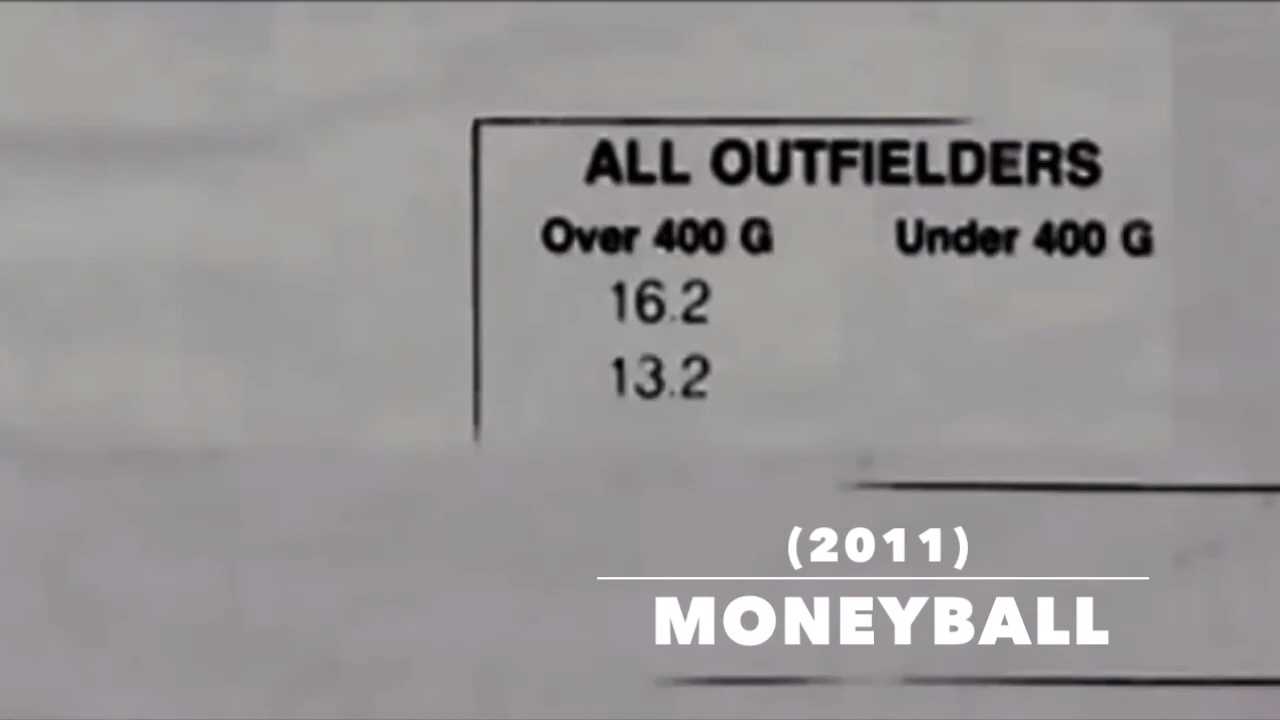 ALL OUTFIELDERS
Over 400 G Under 400 G
16.2
13.2
(2011)
MONEYBALL